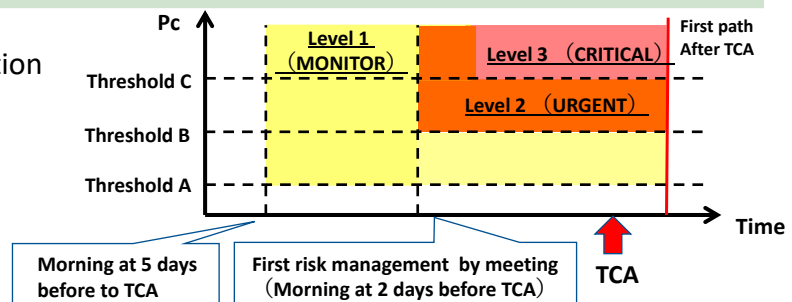 Pc
First path
After TCA
Level 1
（MONITOR）
Level 3 （CRITICAL）
tion
Threshold C
Level 2 （URGENT）
Threshold B
Threshold A
Time
Morning at 5 days
before to TCA
First risk management by meeting
（Morning at 2 days before TCA）
TCA